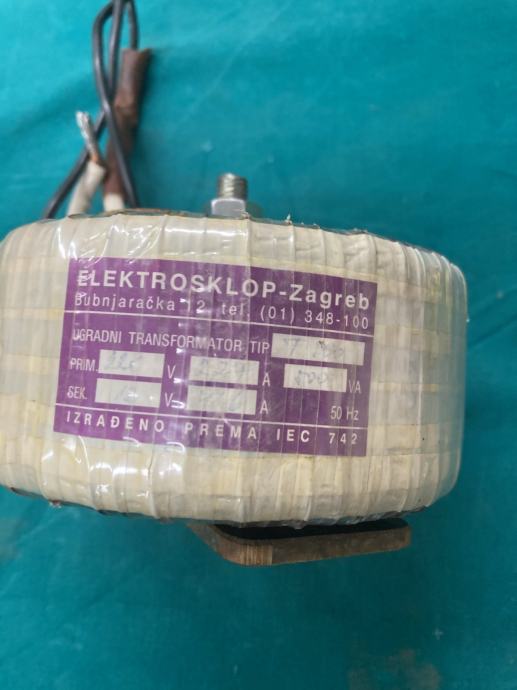 ELEKTROSKLOP-Zagreb
Bubnjaračka 12 tel. (01) 348-100
UGRADNI TRANSFORMATOR TIP
PRIM. V A VA
SEK. V A 50 Hz
IZRAĐENO PREMA IEC 742